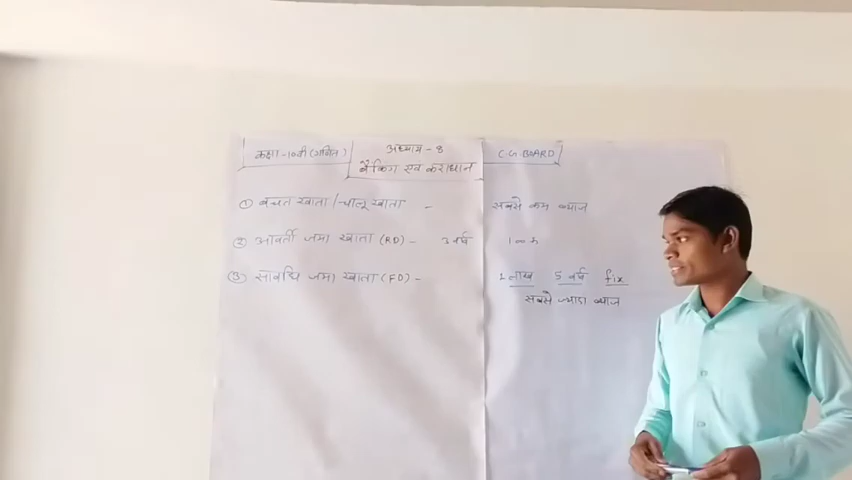 कक्षा-10वीं (गणित) अध्याय-8 C.G. BOARD
बैंकिंग एवं कराधान
① बचत खाता / चालू खाता - सबसे कम ब्याज
② आवर्ती जमा खाता (RD) - 3 वर्ष 100 रु
③ सावधि जमा खाता (FD) - 1 लाख 5 वर्ष fix
सबसे ज्यादा ब्याज